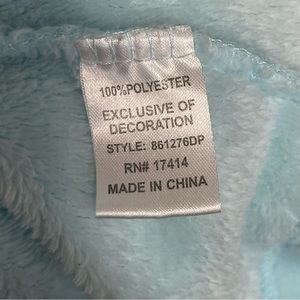 100%POLYESTER
EXCLUSIVE OF
DECORATION
STYLE: 861276DP
RN# 17414
MADE IN CHINA